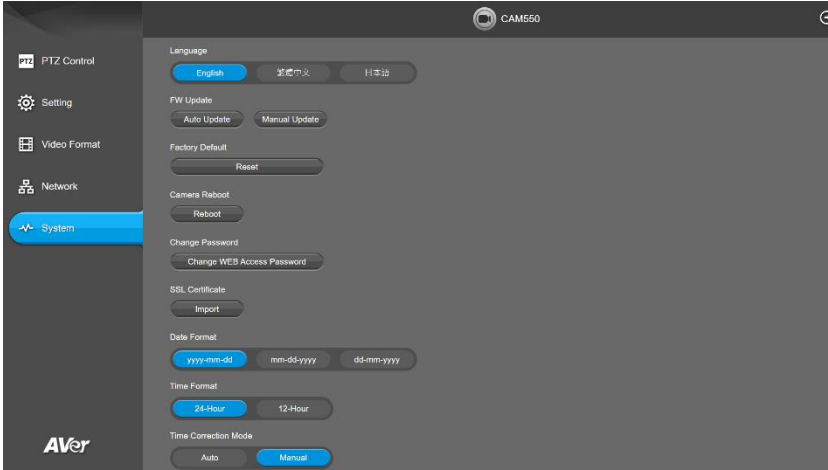 CAM550
PTZ PTZ Control
Setting
Video Format
Network
System
AVer
Language
English 繁體中文 日本語
FW Update
Auto Update Manual Update
Factory Default
Reset
Camera Reboot
Reboot
Change Password
Change WEB Access Password
SSL Certificate
Import
Date Format
yyyy-mm-dd mm-dd-yyyy dd-mm-yyyy
Time Format
24-Hour 12-Hour
Time Correction Mode
Auto Manual